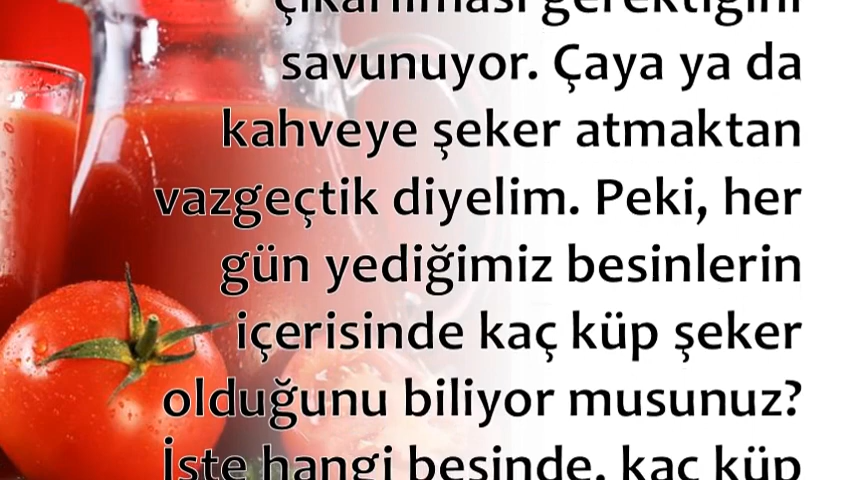 çıkarılması gerektiğini
savunuyor. Çaya ya da
kahveye şeker atmaktan
vazgeçtik diyelim. Peki, her
gün yediğimiz besinlerin
içerisinde kaç küp şeker
olduğunu biliyor musunuz?
İşte hangi besinde, kaç küp